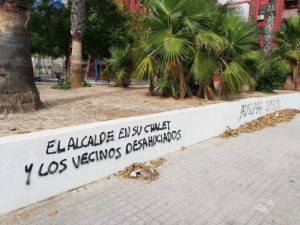 EL ALCALDE EN SU CHALET
Y LOS VECINOS DESAHUCIADOS